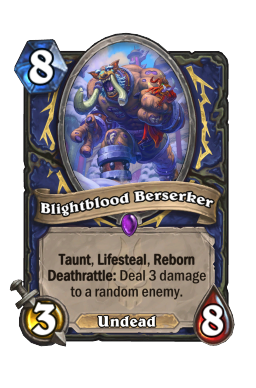 8
Blightblood Berserker
Taunt, Lifesteal, Reborn
Deathrattle: Deal 3 damage
to a random enemy.
3
Undead
8